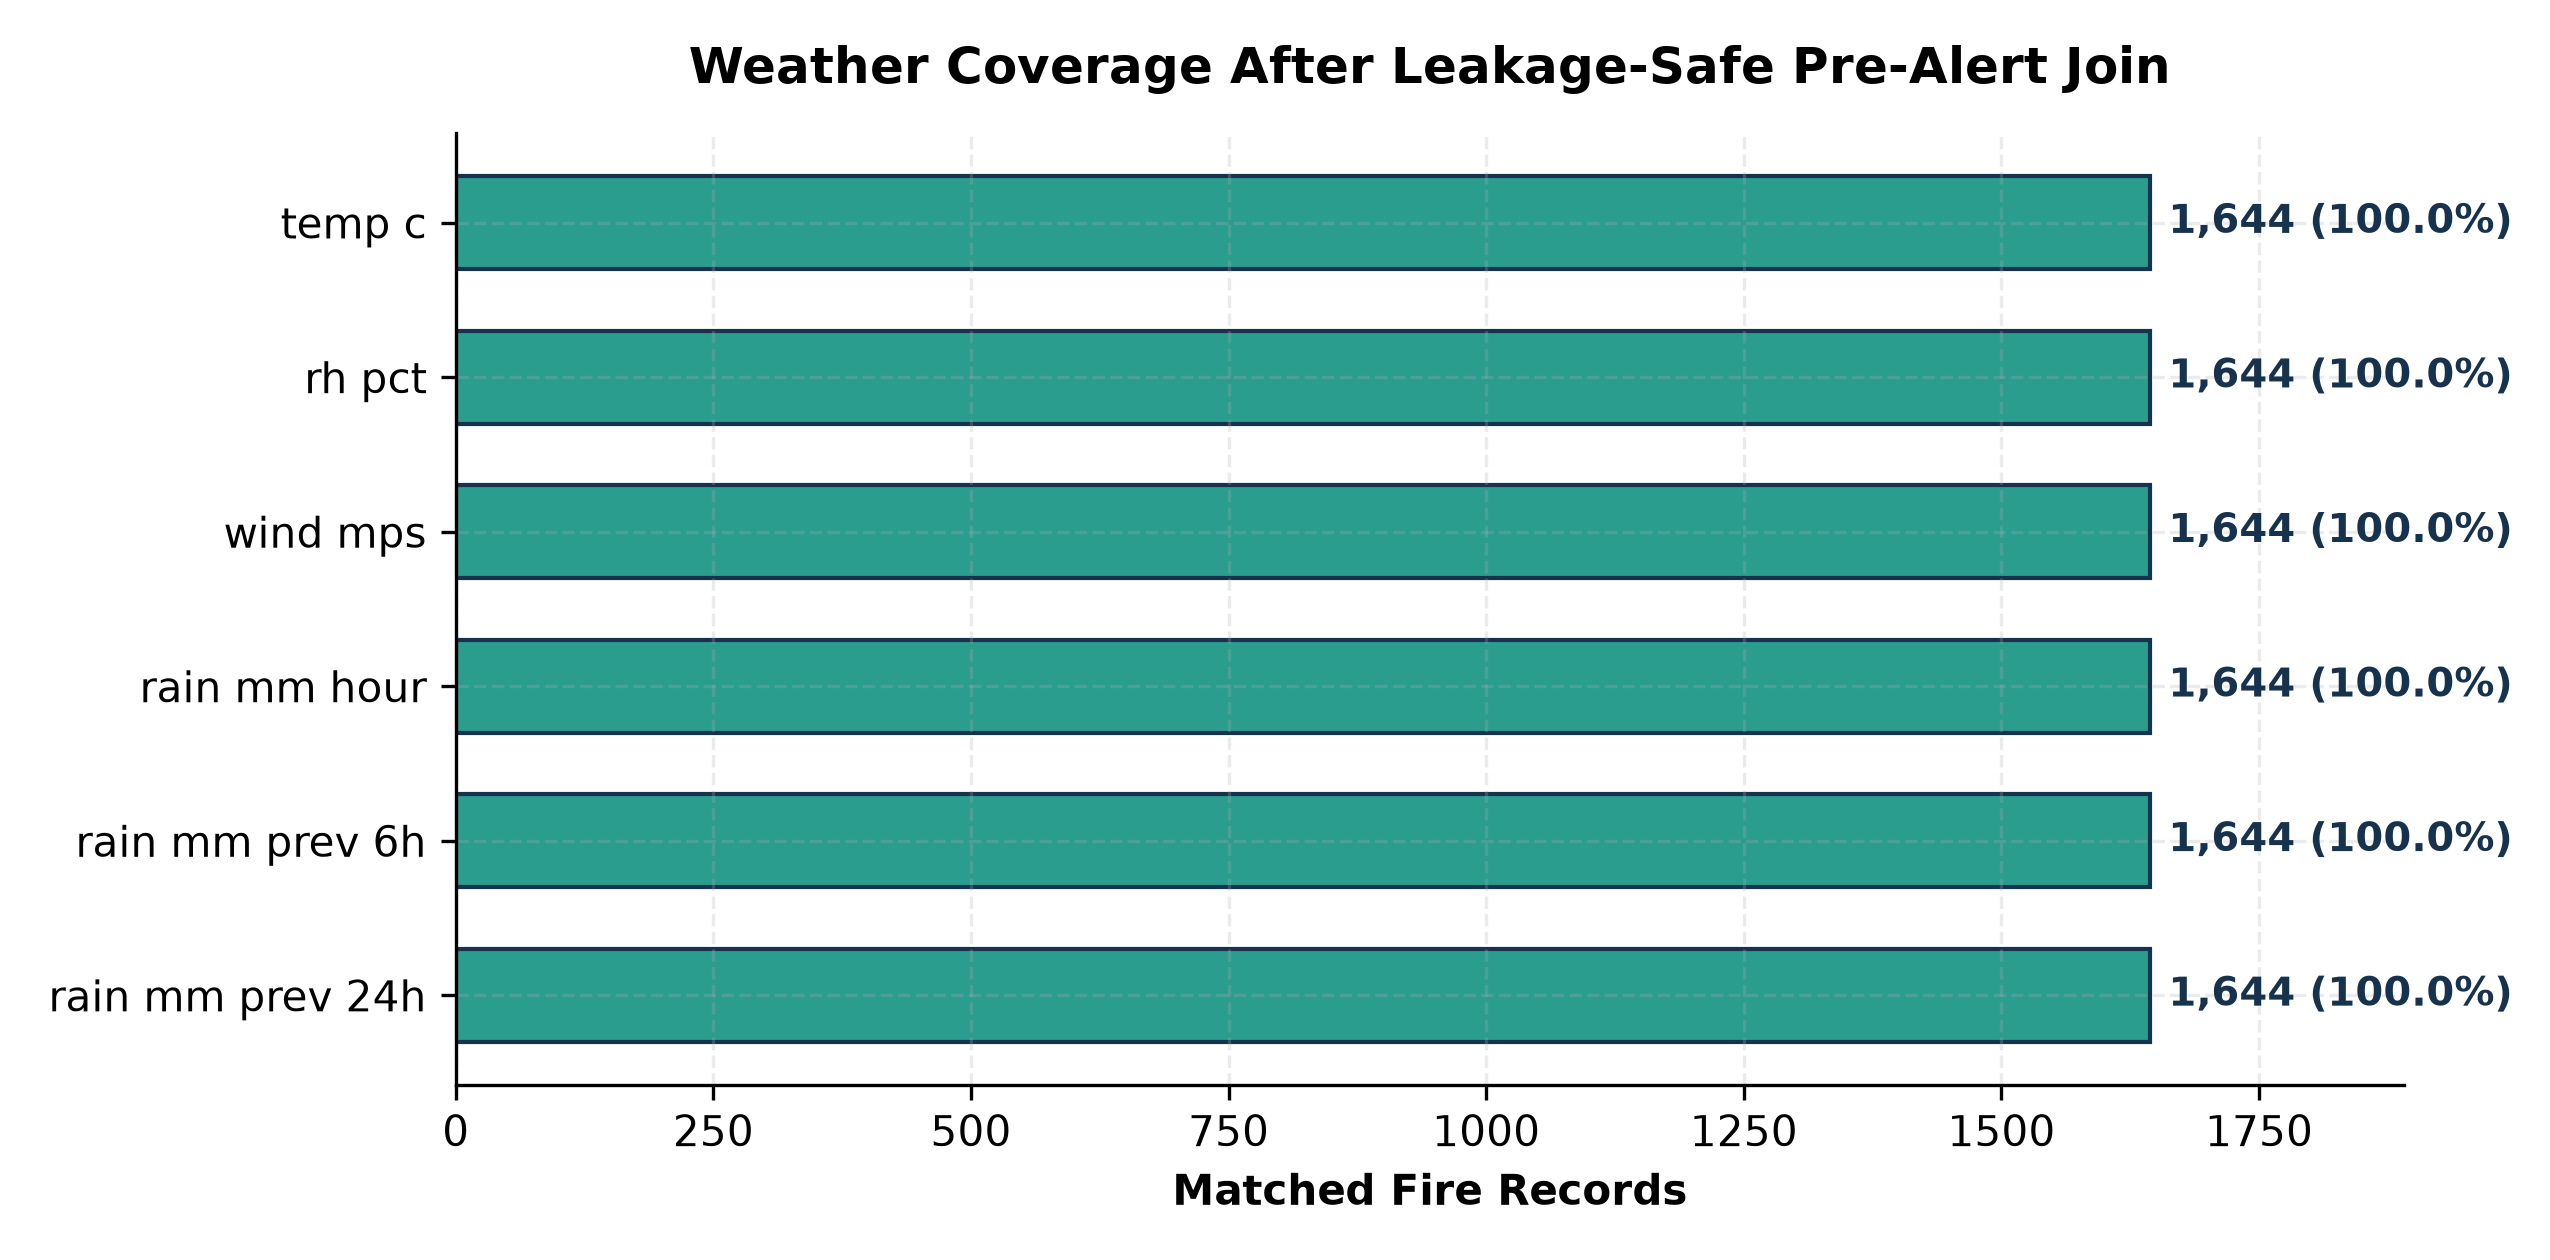 Weather Coverage After Leakage-Safe Pre-Alert Join
temp c 1,644 (100.0%)
rh pct 1,644 (100.0%)
wind mps 1,644 (100.0%)
rain mm hour 1,644 (100.0%)
rain mm prev 6h 1,644 (100.0%)
rain mm prev 24h 1,644 (100.0%)
0 250 500 750 1000 1250 1500 1750
Matched Fire Records